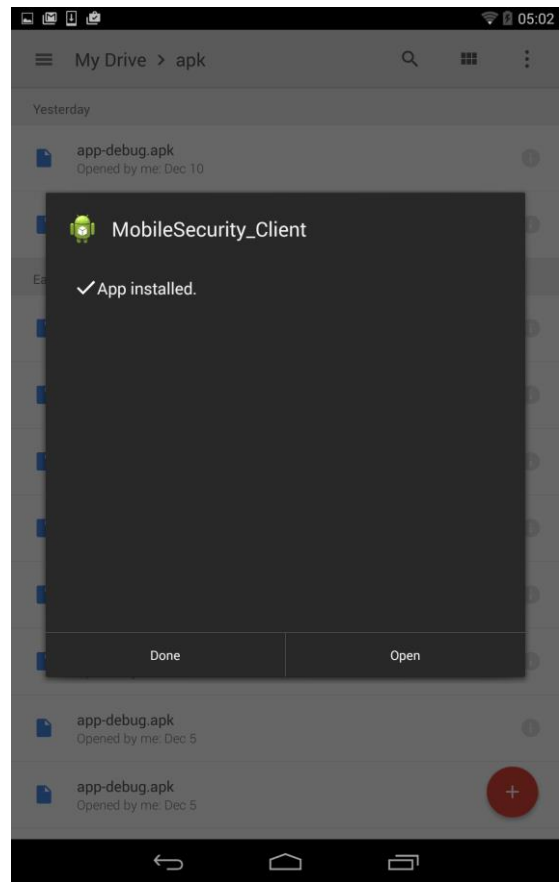 05:02
My Drive > apk
Yesterday
app-debug.apk
Opened by me: Dec 10
MobileSecurity_Client
App installed.
Done
Open
app-debug.apk
Opened by me: Dec 5
app-debug.apk
Opened by me: Dec 5